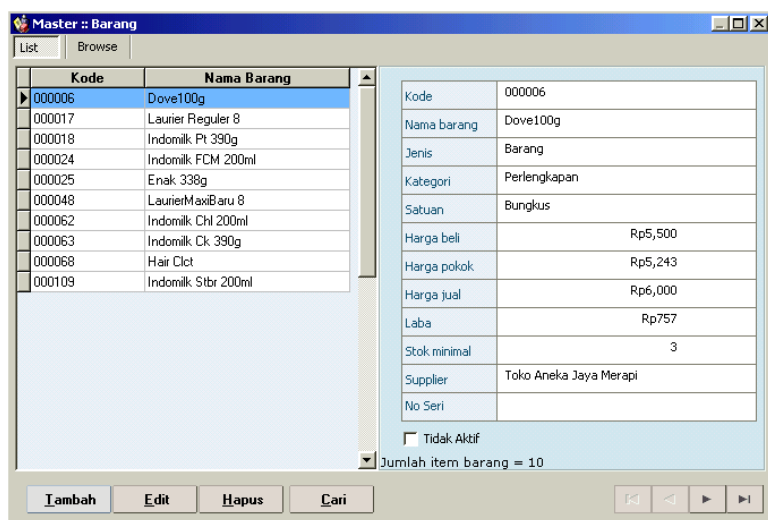 Master :: Barang
List Browse
Kode Nama Barang
000006 Dove100g
000017 Laurier Reguler 8
000018 Indomilk Pt 390g
000024 Indomilk FCM 200ml
000025 Enak 338g
000048 LaurierMaxiBaru 8
000062 Indomilk Chl 200ml
000063 Indomilk Ck 390g
000068 Hair Clct
000109 Indomilk Stbr 200ml
Kode 000006
Nama barang Dove100g
Jenis Barang
Kategori Perlengkapan
Satuan Bungkus
Harga beli Rp5,500
Harga pokok Rp5,243
Harga jual Rp6,000
Laba Rp757
Stok minimal 3
Supplier Toko Aneka Jaya Merapi
No Seri
Tidak Aktif
Jumlah item barang = 10
Tambah Edit Hapus Cari